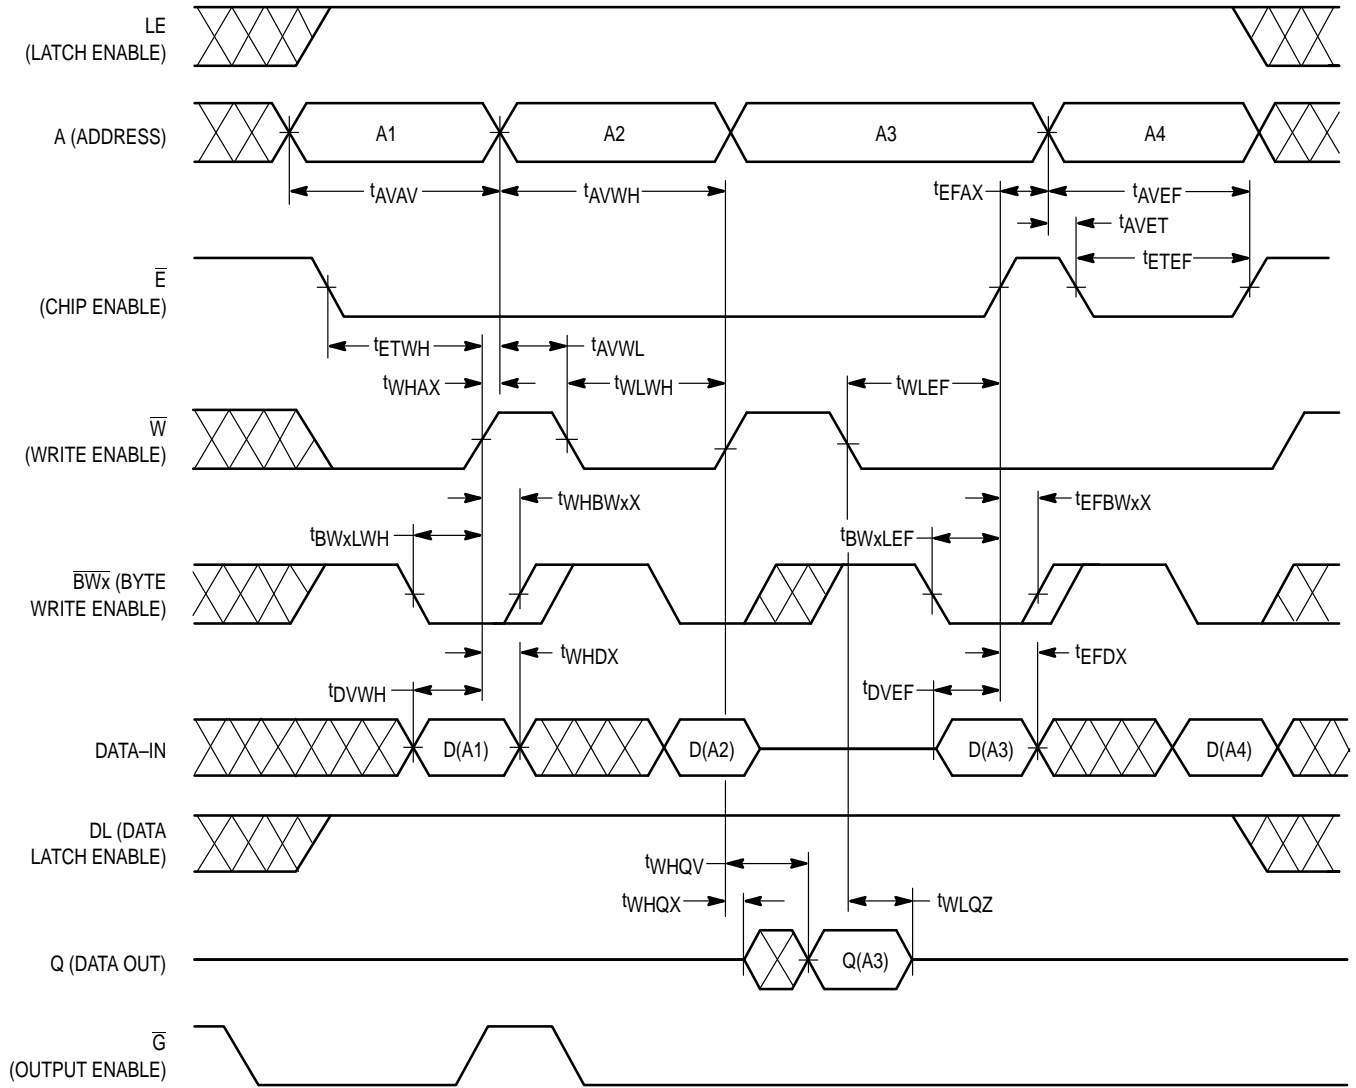 LE
(LATCH ENABLE)
A (ADDRESS)
A1
A2
A3
A4
tAVAV
tAVWH
tEFAX
tAVEF
tAVET
tETEF
E
(CHIP ENABLE)
tETWH
tAVWL
tWHAX
tWLWH
tWLEF
W
(WRITE ENABLE)
tWHBWxX
tEFBWxX
tBWxLWH
tBWxLEF
BWx (BYTE
WRITE ENABLE)
tWHDX
tEFDX
tDVWH
tDVEF
DATA–IN
D(A1)
D(A2)
D(A3)
D(A4)
DL (DATA
LATCH ENABLE)
tWHQV
tWHQX
tWLQZ
Q (DATA OUT)
Q(A3)
G
(OUTPUT ENABLE)